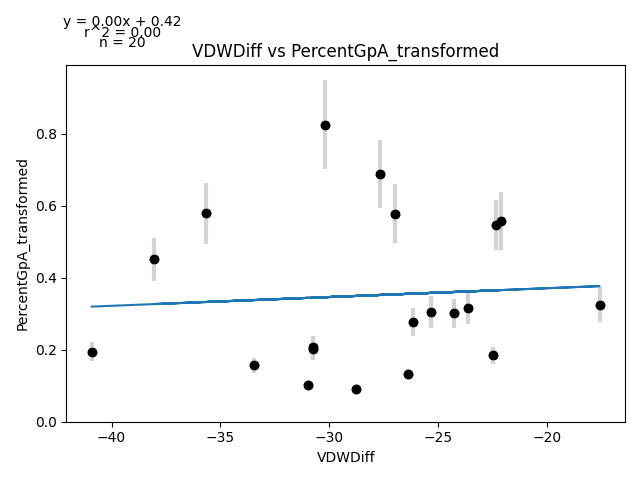 y = 0.00x + 0.42
r^2 = 0.00
n = 20
VDWDiff vs PercentGpA_transformed
PercentGpA_transformed
0.8
0.6
0.4
0.2
0.0
−40
−35
−30
−25
−20
VDWDiff